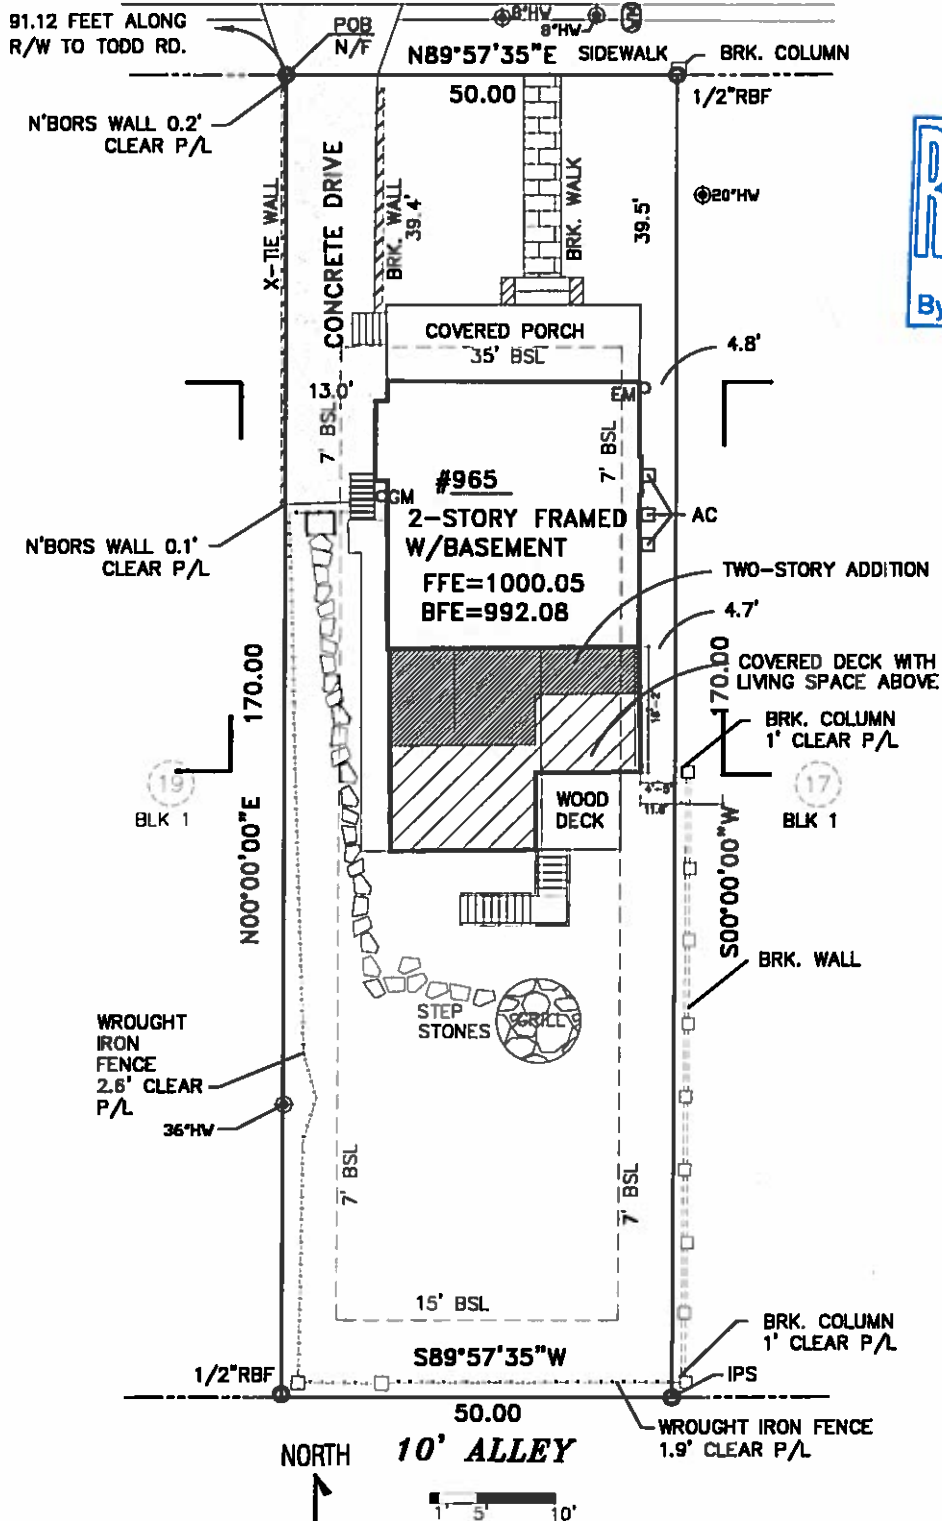 91.12 FEET ALONG
R/W TO TODD RD.
POB
N/F
8"HW
8"HW
N89°57'35"E
SIDEWALK
BRK. COLUMN
50.00
1/2"RBF
N'BORS WALL 0.2'
CLEAR P/L
X-TIE WALL
CONCRETE DRIVE
BRK. WALL
39.4'
BRK. WALK
39.5'
20"HW
By
COVERED PORCH
35' BSL
4.8'
13.0'
EM
7' BSL
7' BSL
#965
GM
2-STORY FRAMED
W/BASEMENT
AC
FFE=1000.05
BFE=992.08
N'BORS WALL 0.1'
CLEAR P/L
TWO-STORY ADDITION
4.7'
COVERED DECK WITH
LIVING SPACE ABOVE
170.00
170.00
BRK. COLUMN
1' CLEAR P/L
19
BLK 1
17
BLK 1
WOOD
DECK
N00°00'00"E
S00°00'00"W
BRK. WALL
STEP
STONES
GRILL
WROUGHT
IRON
FENCE
2.6' CLEAR
P/L
36"HW
7' BSL
7' BSL
15' BSL
S89°57'35"W
BRK. COLUMN
1' CLEAR P/L
1/2"RBF
IPS
50.00
WROUGHT IRON FENCE
1.9' CLEAR P/L
NORTH
10' ALLEY
1' 5' 10'